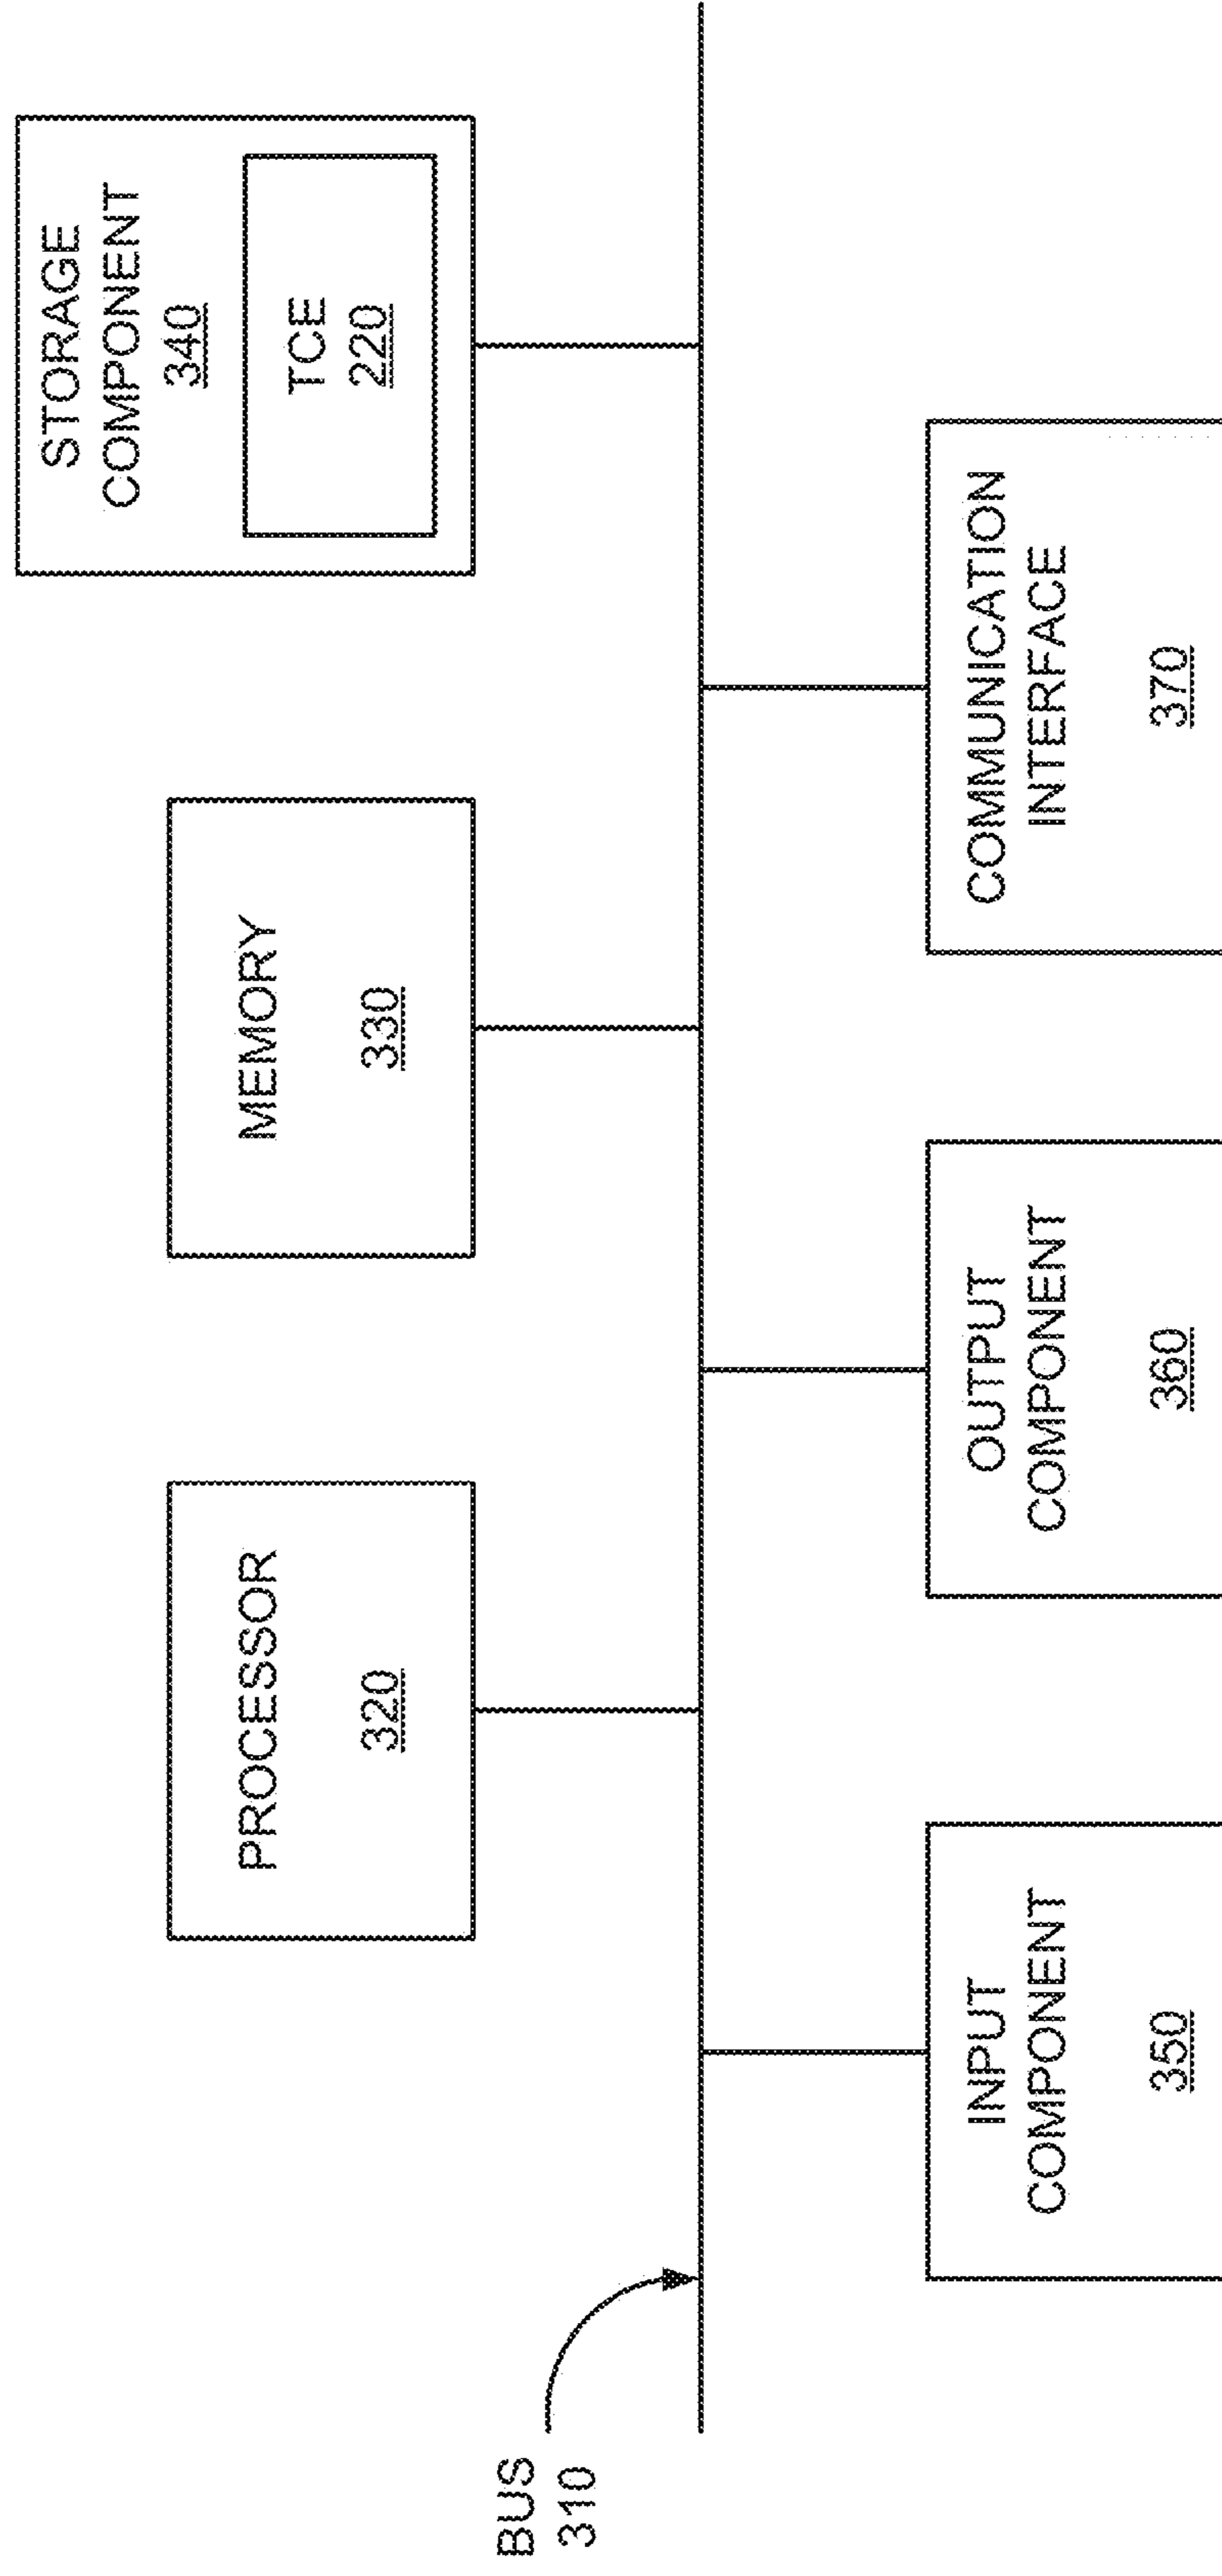 PROCESSOR
320
MEMORY
330
STORAGE
COMPONENT
340
TCE
220
BUS
310
INPUT
COMPONENT
350
OUTPUT
COMPONENT
360
COMMUNICATION
INTERFACE
370